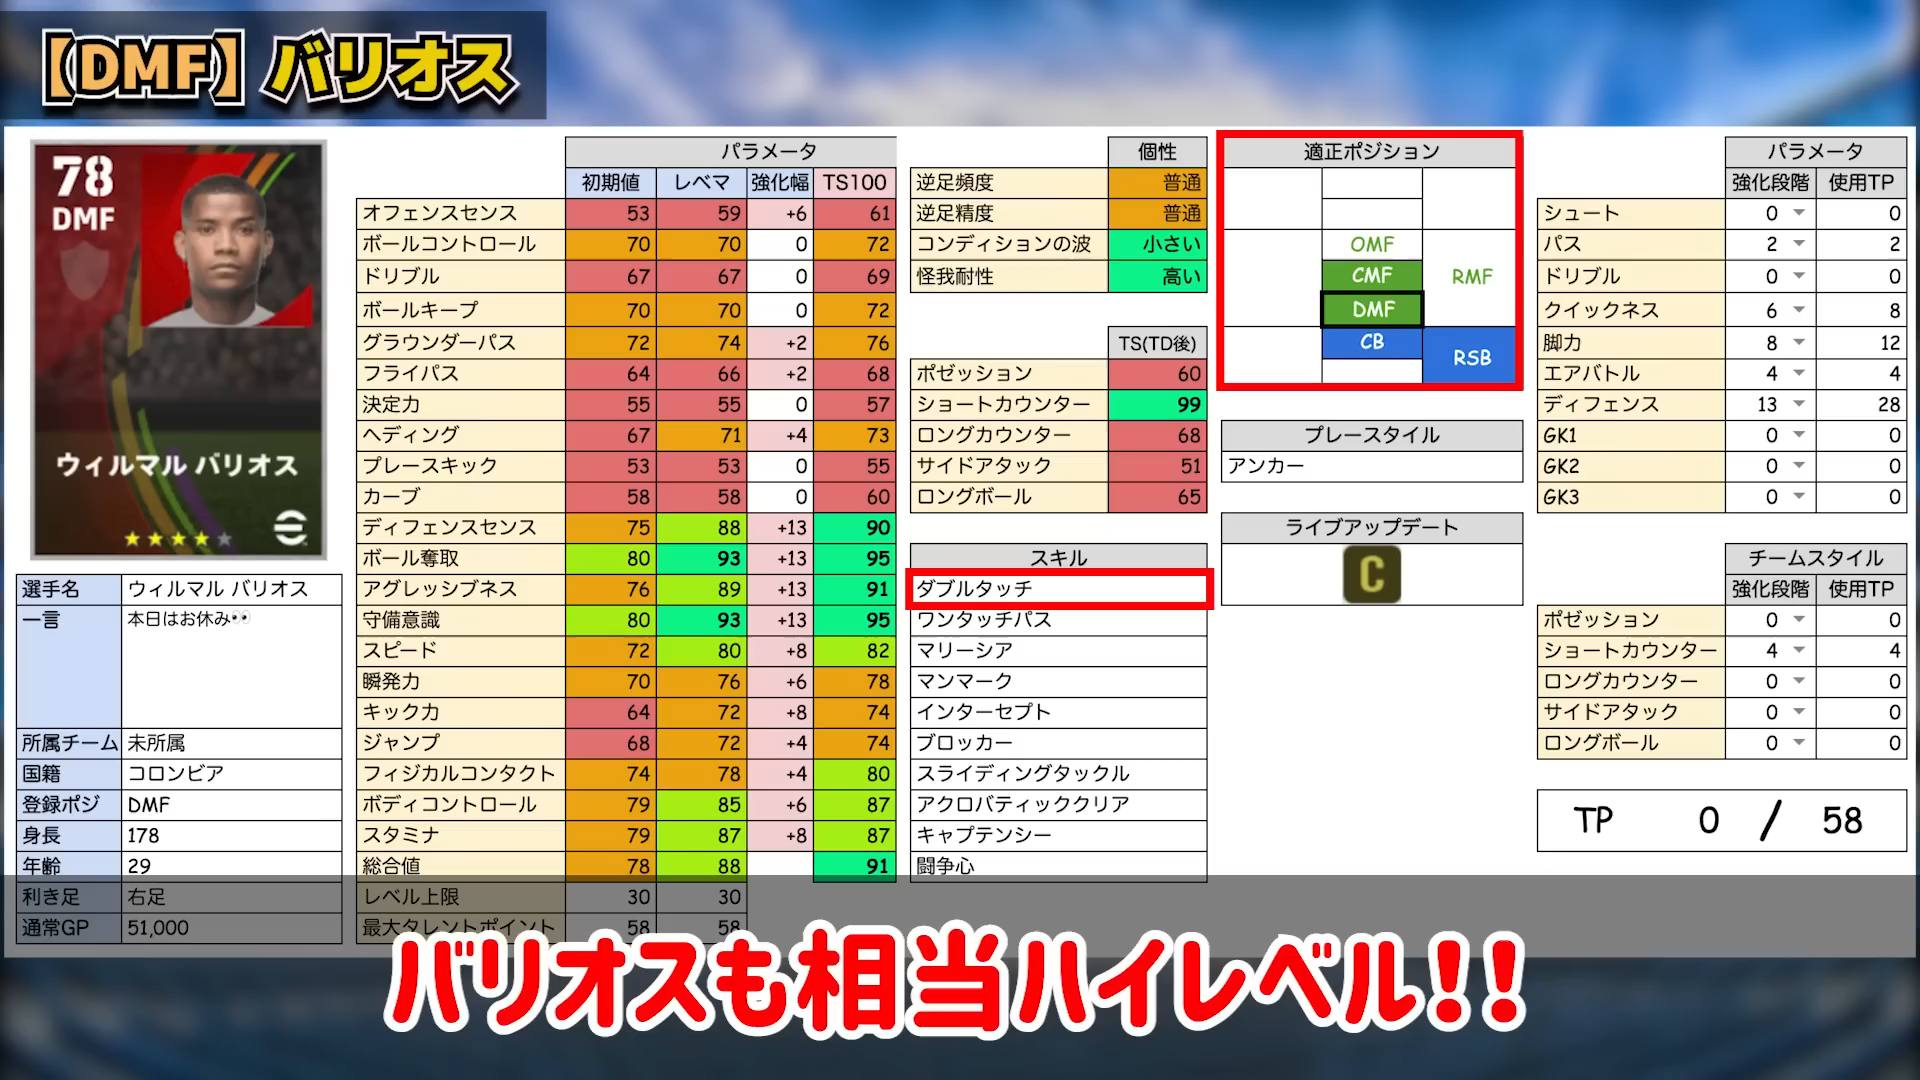 【DMF】バリオス
78
DMF
ウィルマル バリオス
選手名 ウィルマル バリオス
一言 本日はお休み👀
所属チーム 未所属
国籍 コロンビア
登録ポジ DMF
身長 178
年齢 29
利き足 右足
通常GP 51,000
パラメータ
初期値 レベマ 強化幅 TS100
オフェンスセンス 53 59 +6 61
ボールコントロール 70 70 0 72
ドリブル 67 67 0 69
ボールキープ 70 70 0 72
グラウンダーパス 72 74 +2 76
フライパス 64 66 +2 68
決定力 55 55 0 57
ヘディング 67 71 +4 73
プレースキック 53 53 0 55
カーブ 58 58 0 60
ディフェンスセンス 75 88 +13 90
ボール奪取 80 93 +13 95
アグレッシブネス 76 89 +13 91
守備意識 80 93 +13 95
スピード 72 80 +8 82
瞬発力 70 76 +6 78
キック力 64 72 +8 74
ジャンプ 68 72 +4 74
フィジカルコンタクト 74 78 +4 80
ボディコントロール 79 85 +6 87
スタミナ 79 87 +8 87
総合値 78 88 91
レベル上限 30 30
最大タレントポイント 58 58
個性
逆足頻度 普通
逆足精度 普通
コンディションの波 小さい
怪我耐性 高い
TS(TD後)
ポゼッション 60
ショートカウンター 99
ロングカウンター 68
サイドアタック 51
ロングボール 65
スキル
ダブルタッチ
ワンタッチパス
マリーシア
マンマーク
インターセプト
ブロッカー
スライディングタックル
アクロバティッククリア
キャプテンシー
闘争心
適正ポジション
OMF
CMF RMF
DMF
CB RSB
プレースタイル
アンカー
ライブアップデート
C
パラメータ
強化段階 使用TP
シュート 0 0
パス 2 2
ドリブル 0 0
クイックネス 6 8
脚力 8 12
エアバトル 4 4
ディフェンス 13 28
GK1 0 0
GK2 0 0
GK3 0 0
チームスタイル
強化段階 使用TP
ポゼッション 0 0
ショートカウンター 4 4
ロングカウンター 0 0
サイドアタック 0 0
ロングボール 0 0
TP 0 / 58
バリオスも相当ハイレベル!!